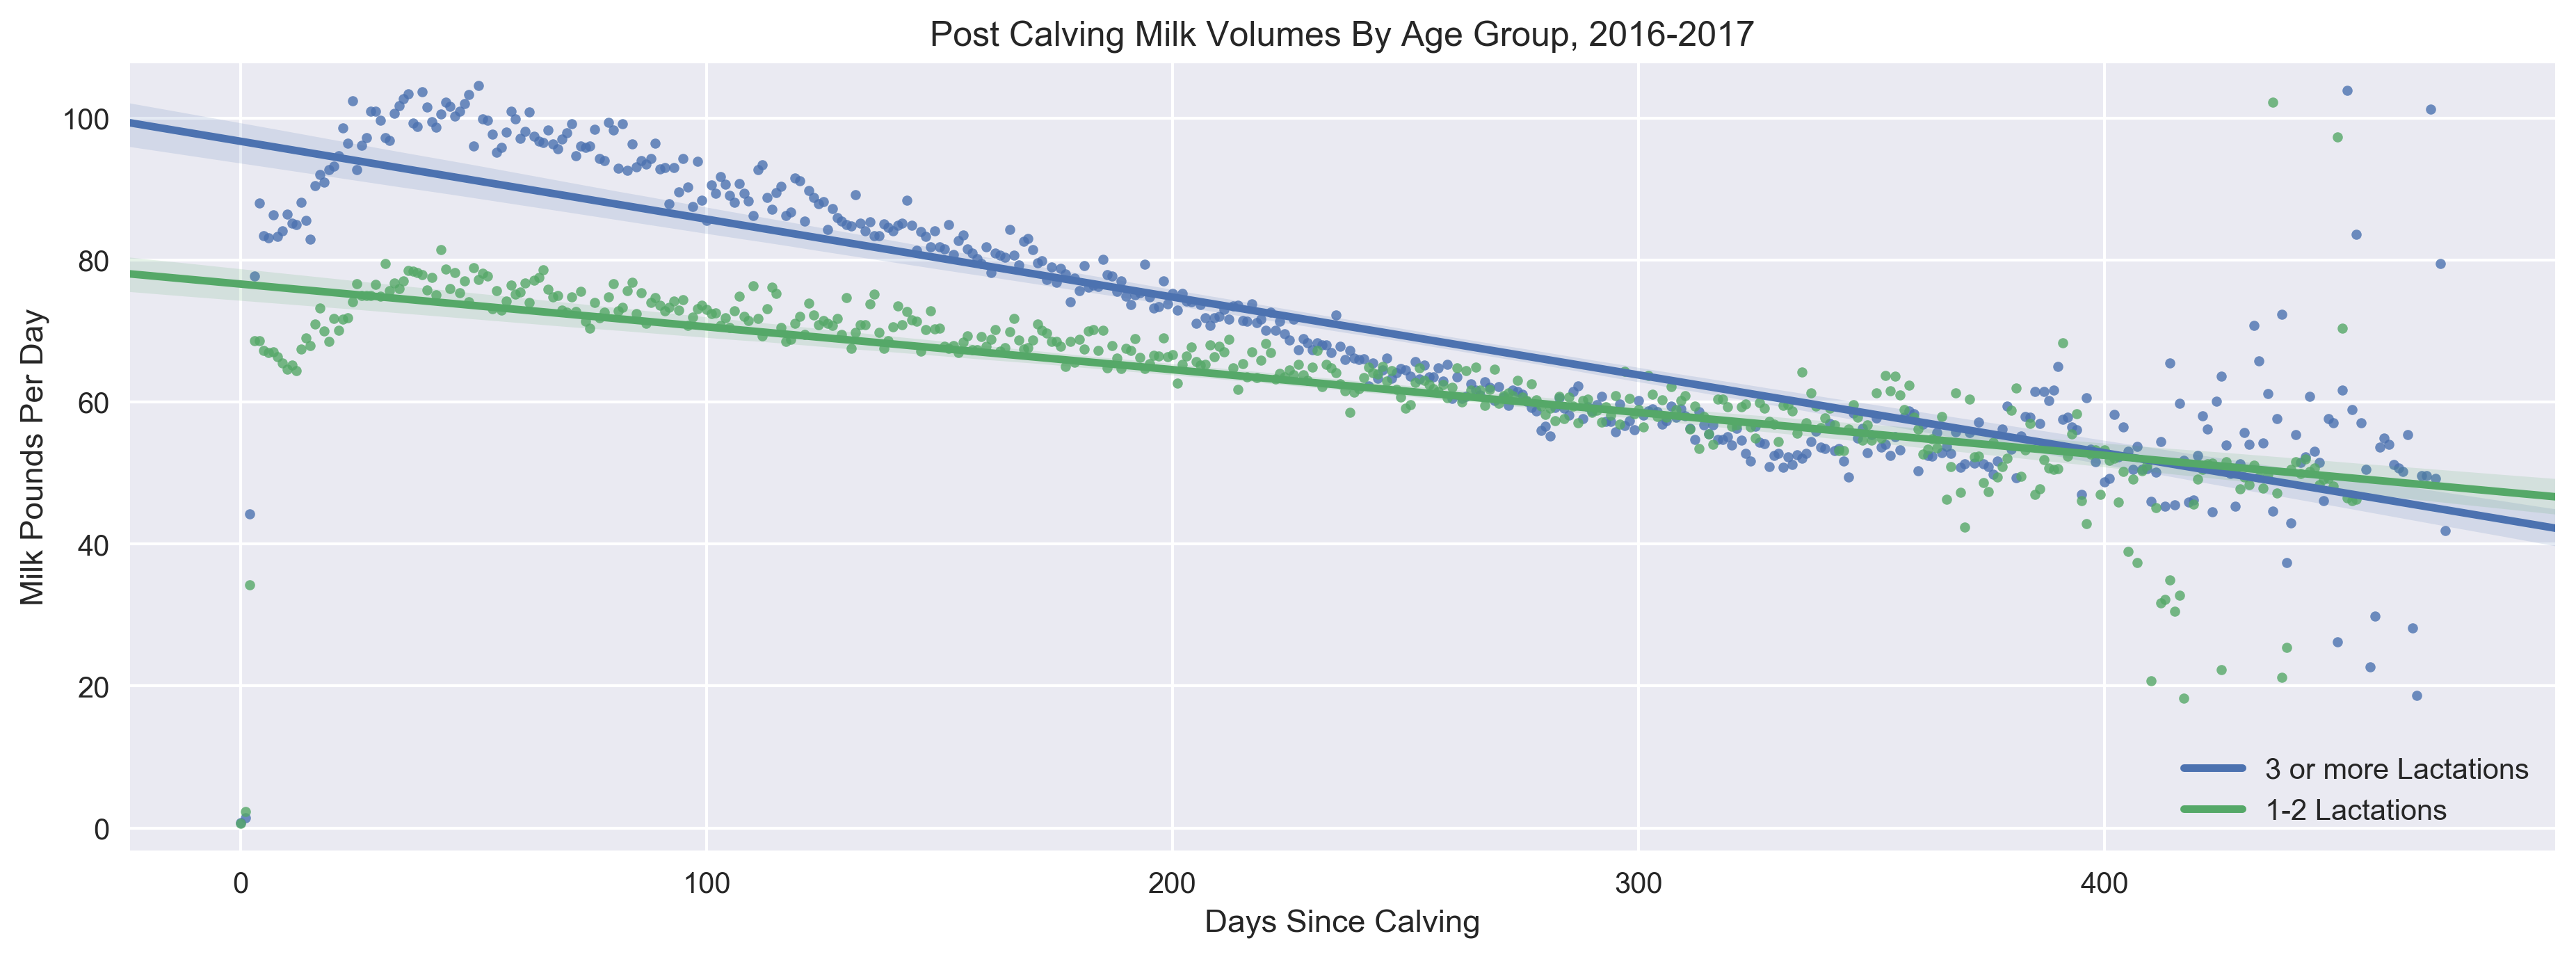 Post Calving Milk Volumes By Age Group, 2016-2017
Milk Pounds Per Day
100
80
60
40
20
0
3 or more Lactations
1-2 Lactations
0 100 200 300 400
Days Since Calving